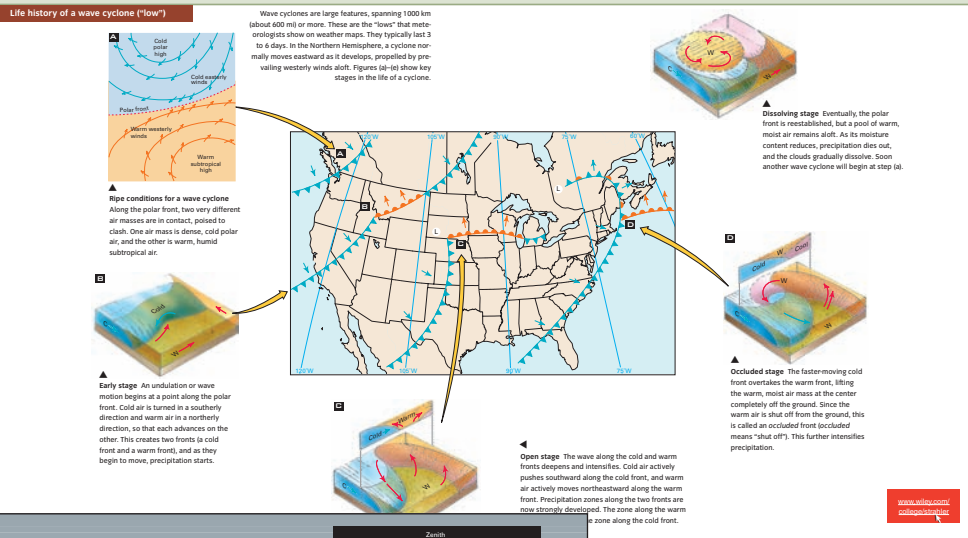 Life history of a wave cyclone ("low")
Wave cyclones are large features, spanning 1000 km
(about 600 mi) or more. These are the "lows" that mete-
orologists show on weather maps. They typically last 3
to 6 days. In the Northern Hemisphere, a cyclone nor-
mally moves eastward as it develops, propelled by pre-
vailing westerly winds aloft. Figures (a)–(e) show key
stages in the life of a cyclone.
A
Cold
polar
high
Cold easterly
winds
Polar front
Warm westerly
winds
Warm
subtropical
high
Ripe conditions for a wave cyclone
Along the polar front, two very different
air masses are in contact, poised to
clash. One air mass is dense, cold polar
air, and the other is warm, humid
subtropical air.
W
C
W
Dissolving stage Eventually, the polar
front is reestablished, but a pool of warm,
moist air remains aloft. As its moisture
content reduces, precipitation dies out,
and the clouds gradually dissolve. Soon
another wave cyclone will begin at step (a).
120°W
105°W
90°W
75°W
60°W
A
B
L
C
L
D
120°W
105°W
90°W
75°W
B
Cold
C
W
Early stage An undulation or wave
motion begins at a point along the polar
front. Cold air is turned in a southerly
direction and warm air in a northerly
direction, so that each advances on the
other. This creates two fronts (a cold
front and a warm front), and as they
begin to move, precipitation starts.
D
Cold
W
Cool
C
W
Occluded stage The faster-moving cold
front overtakes the warm front, lifting
the warm, moist air mass at the center
completely off the ground. Since the
warm air is shut off from the ground, this
is called an occluded front (occluded
means "shut off"). This further intensifies
precipitation.
C
Cold
Warm
W
Open stage The wave along the cold and warm
fronts deepens and intensifies. Cold air actively
pushes southward along the cold front, and warm
air actively moves northeastward along the warm
front. Precipitation zones along the two fronts are
now strongly developed. The zone along the warm
e zone along the cold front.
www.wiley.com/
college/strahler
Zenith